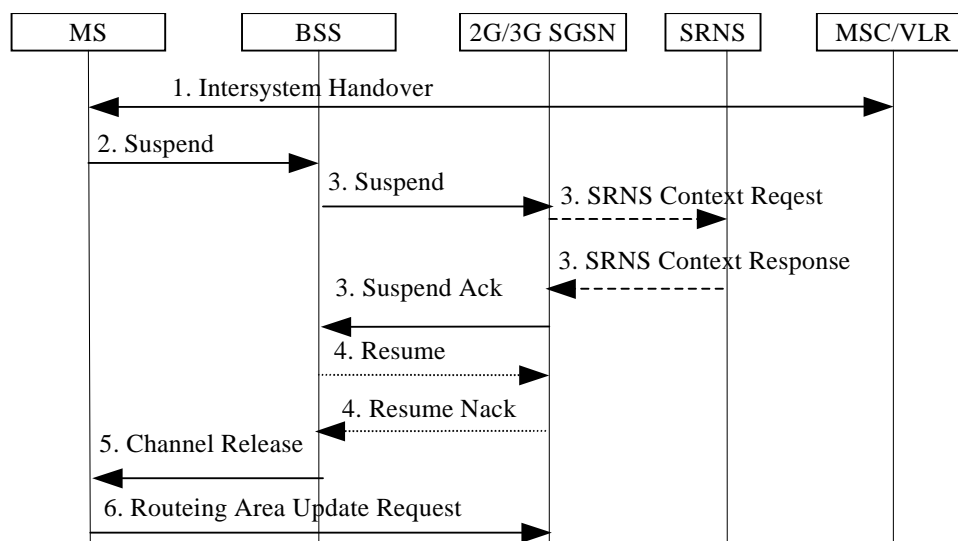 MS
BSS
2G/3G SGSN
SRNS
MSC/VLR
1. Intersystem Handover
2. Suspend
3. Suspend
3. SRNS Context Reqest
3. SRNS Context Response
3. Suspend Ack
4. Resume
4. Resume Nack
5. Channel Release
6. Routeing Area Update Request